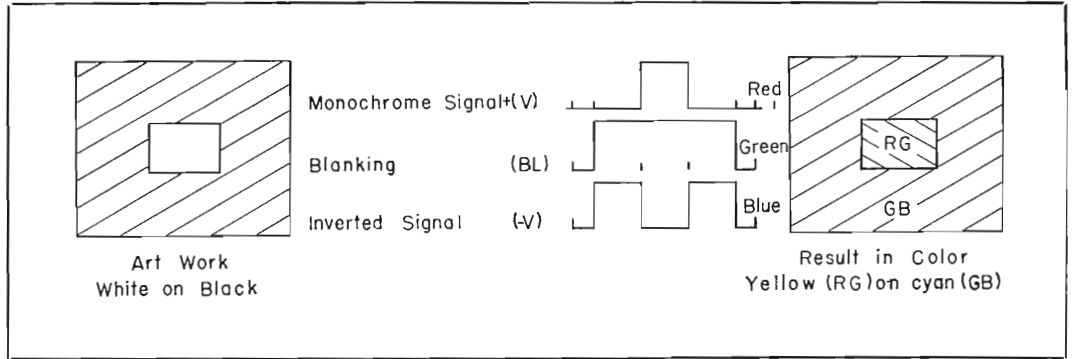 Monochrome Signal+(V)
Red
Blanking (BL)
Green
Inverted Signal (-V)
Blue
RG
GB
Art Work
White on Black
Result in Color
Yellow (RG) on cyan (GB)